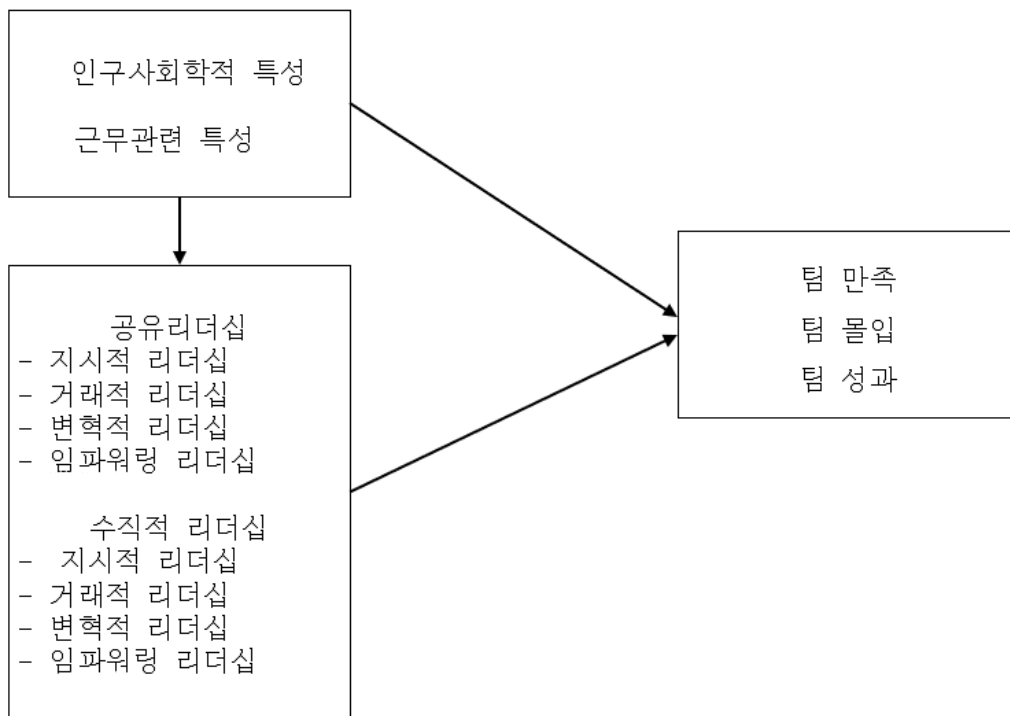 인구사회학적 특성
근무관련 특성
공유리더십
- 지시적 리더십
- 거래적 리더십
- 변혁적 리더십
- 임파워링 리더십
수직적 리더십
- 지시적 리더십
- 거래적 리더십
- 변혁적 리더십
- 임파워링 리더십
팀 만족
팀 몰입
팀 성과